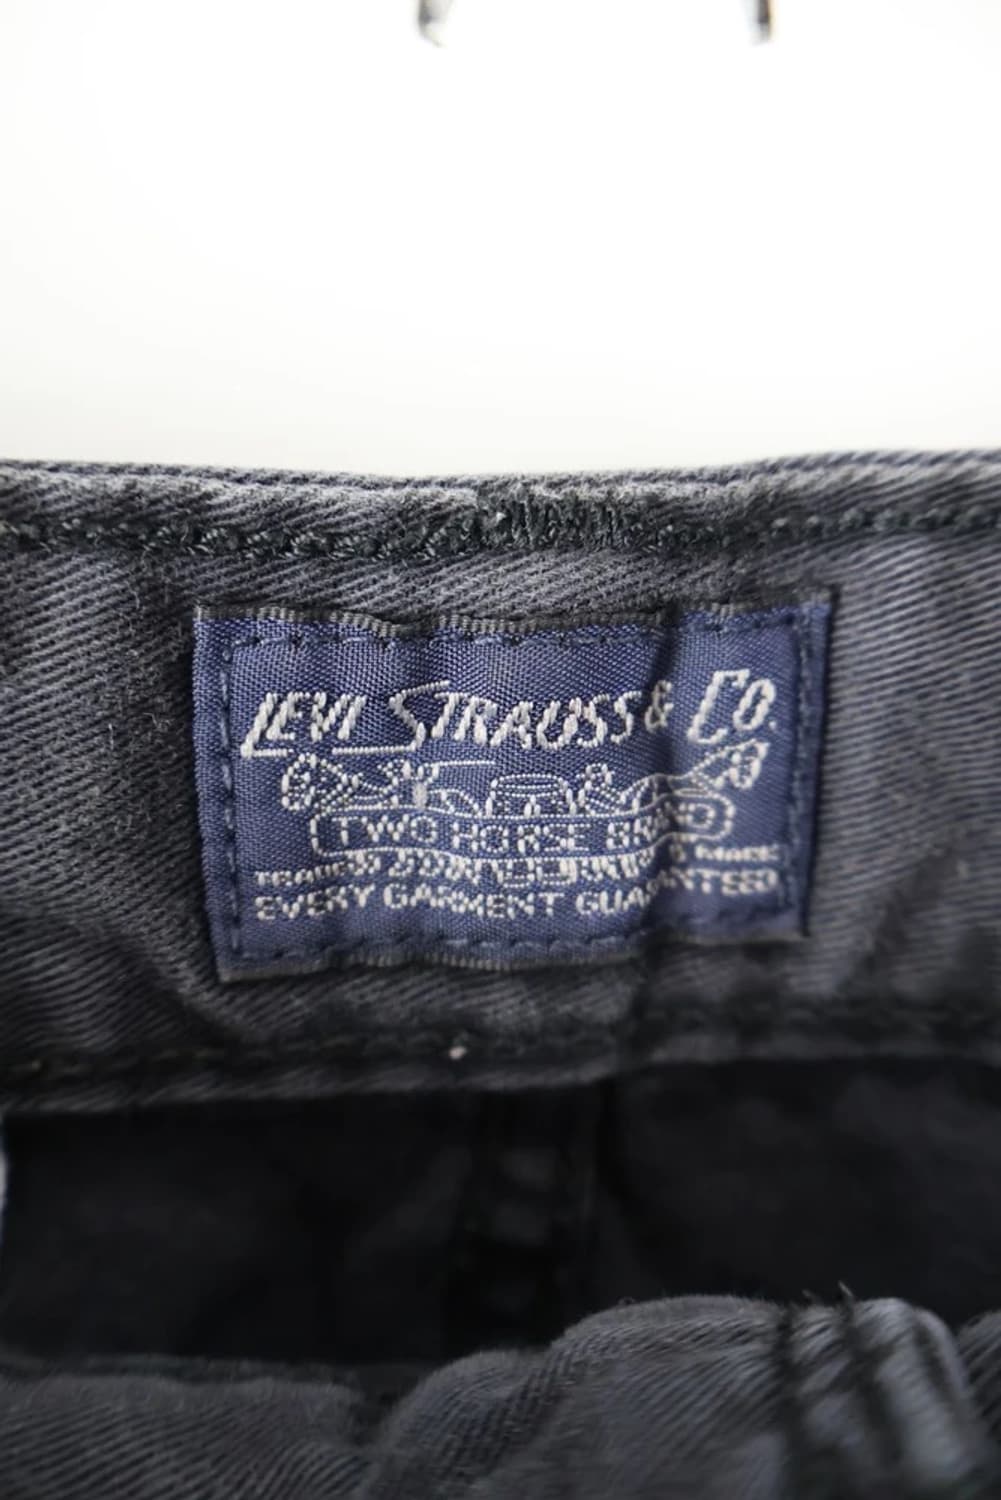 LEVI STRAUSS & CO.
TWO HORSE BRAND
EVERY GARMENT GUARANTEED